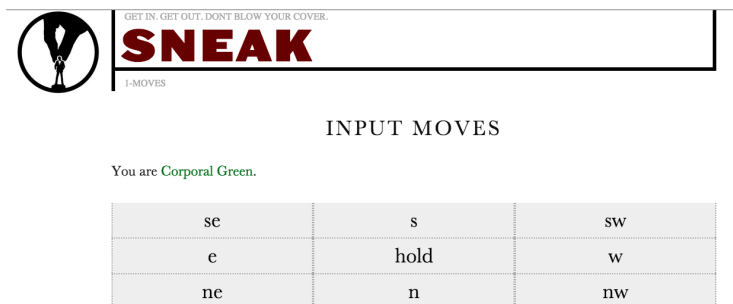 GET IN. GET OUT. DONT BLOW YOUR COVER.
SNEAK
1-MOVES
INPUT MOVES
You are Corporal Green.
se s sw
e hold w
ne n nw